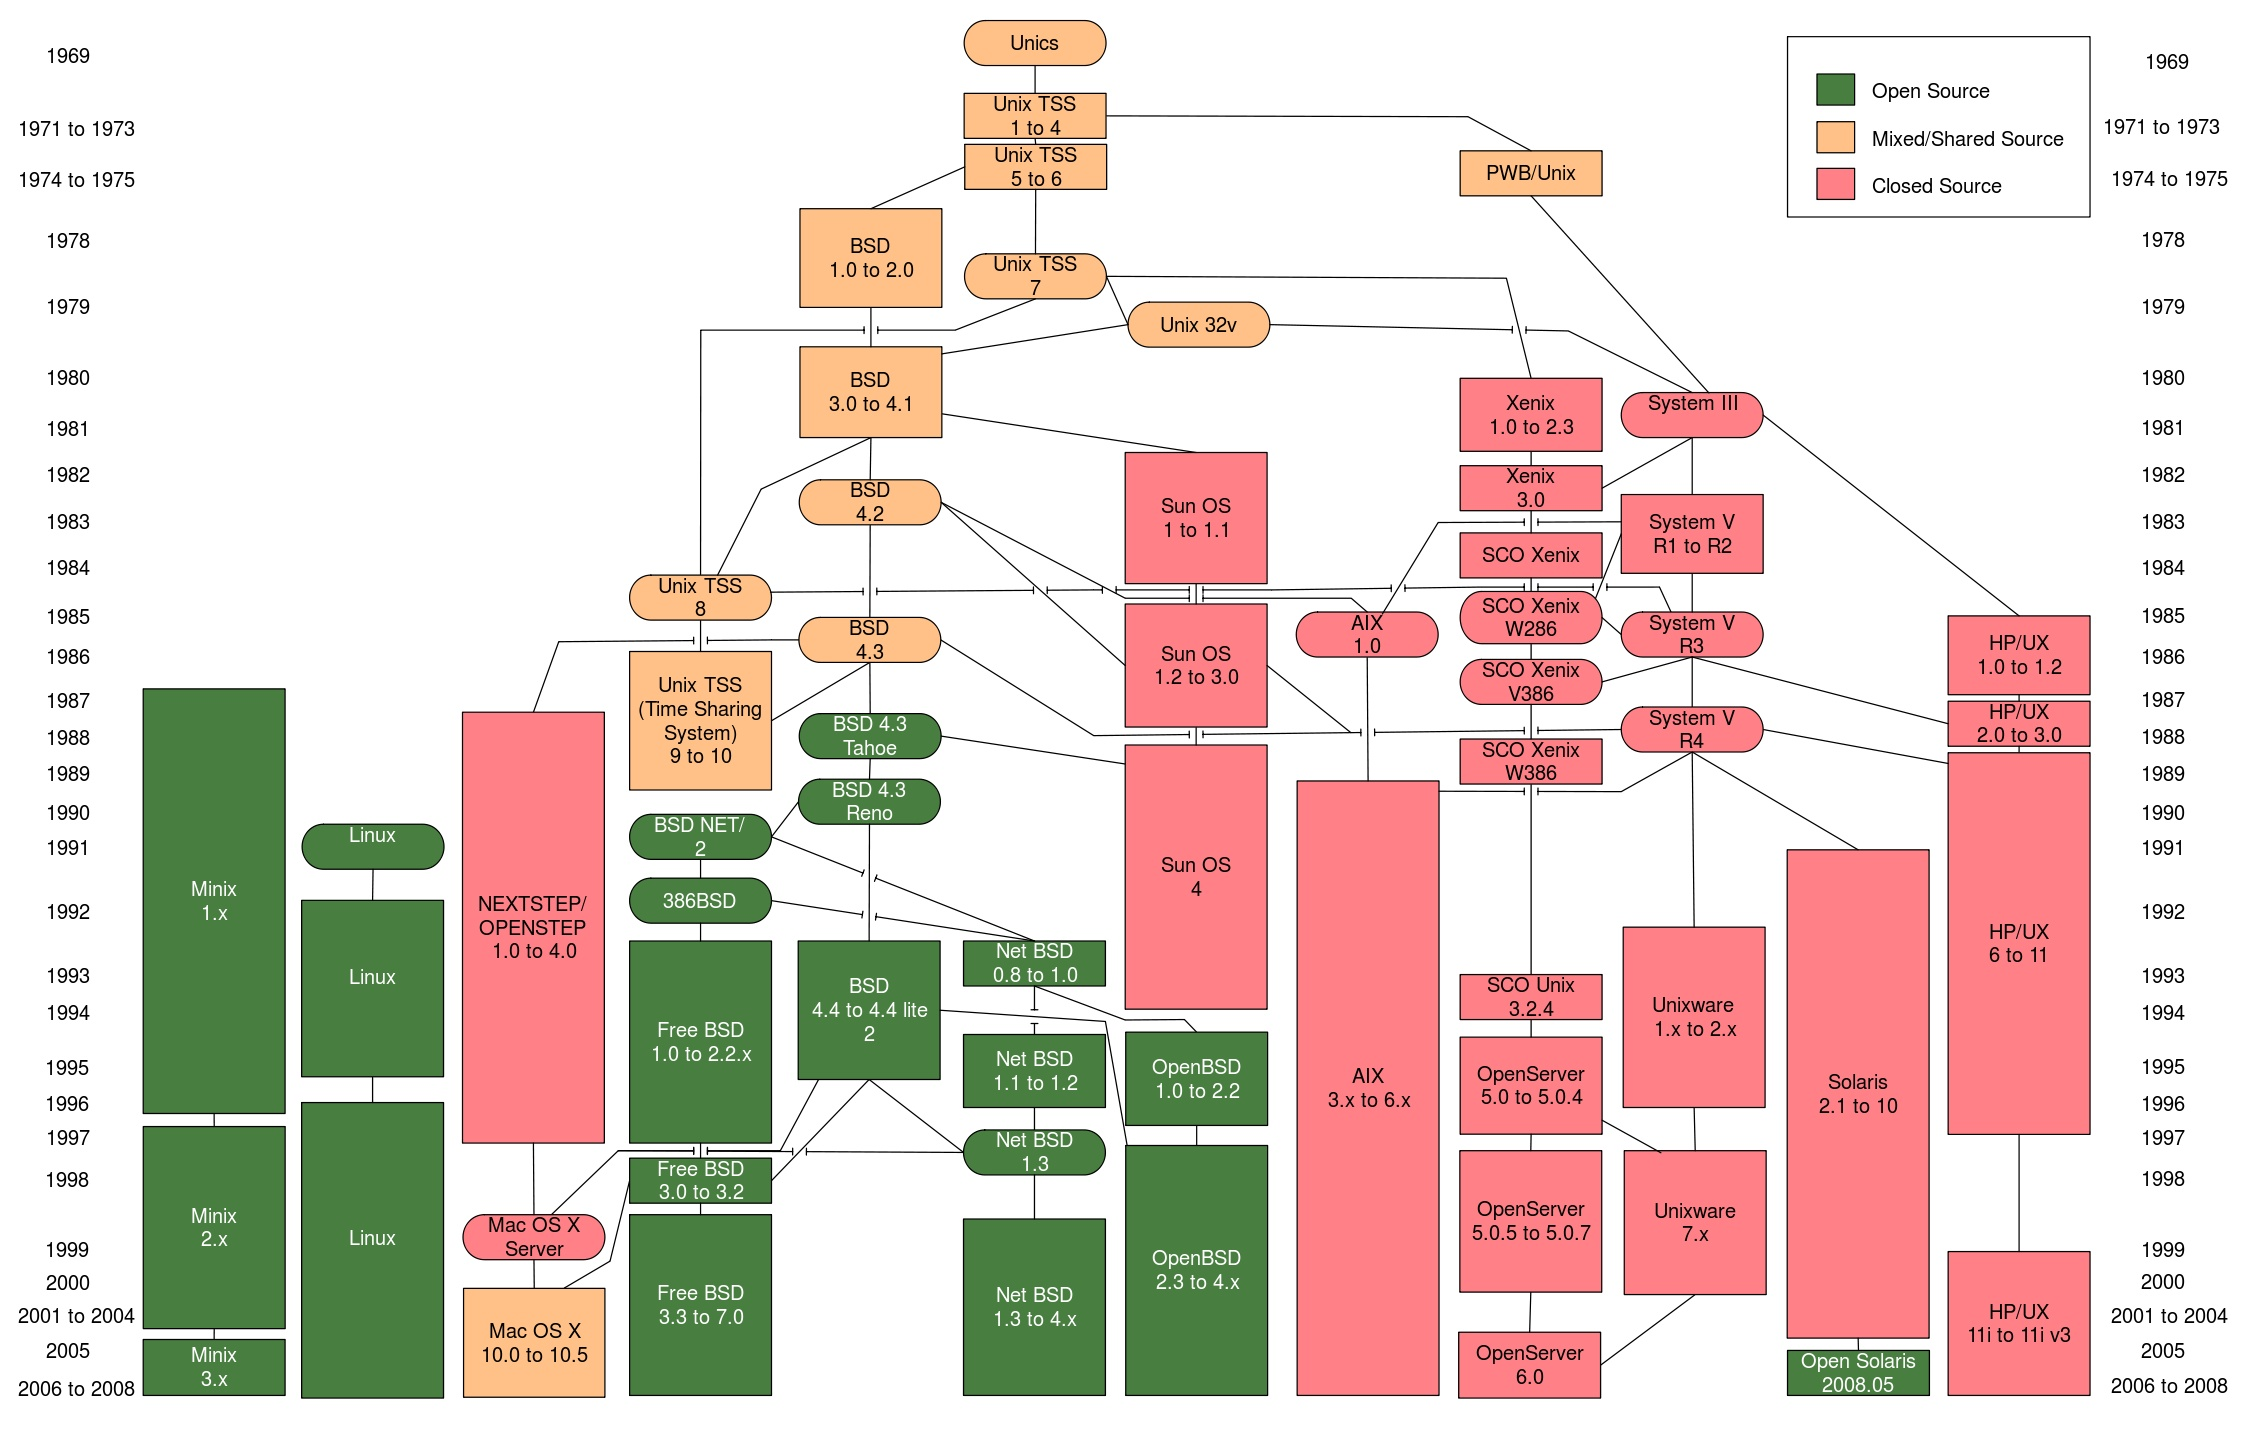 Unics
1969
1969
Open Source
Unix TSS
1 to 4
1971 to 1973
1971 to 1973
Mixed/Shared Source
Unix TSS
5 to 6
PWB/Unix
1974 to 1975
1974 to 1975
Closed Source
1978
BSD
1.0 to 2.0
Unix TSS
7
1978
1979
Unix 32v
1979
1980
BSD
3.0 to 4.1
Xenix
1.0 to 2.3
System III
1980
1981
1981
1982
BSD
4.2
Sun OS
1 to 1.1
Xenix
3.0
1982
1983
System V
R1 to R2
1983
SCO Xenix
1984
1984
Unix TSS
8
SCO Xenix
W286
1985
BSD
4.3
AIX
1.0
System V
R3
1985
1986
Sun OS
1.2 to 3.0
HP/UX
1.0 to 1.2
1986
Unix TSS
(Time Sharing
System)
9 to 10
SCO Xenix
V386
1987
1987
BSD 4.3
Tahoe
System V
R4
HP/UX
2.0 to 3.0
1988
1988
SCO Xenix
W386
1989
1989
BSD 4.3
Reno
1990
1990
BSD NET/
2
Linux
1991
1991
Minix
1.x
NEXTSTEP/
OPENSTEP
1.0 to 4.0
386BSD
Sun OS
4
1992
1992
HP/UX
6 to 11
Linux
Net BSD
0.8 to 1.0
1993
1993
BSD
4.4 to 4.4 lite
2
SCO Unix
3.2.4
Unixware
1.x to 2.x
1994
1994
Free BSD
1.0 to 2.2.x
Net BSD
1.1 to 1.2
OpenBSD
1.0 to 2.2
AIX
3.x to 6.x
OpenServer
5.0 to 5.0.4
Solaris
2.1 to 10
1995
1995
1996
1996
1997
Net BSD
1.3
1997
Free BSD
3.0 to 3.2
1998
1998
Minix
2.x
Linux
Mac OS X
Server
OpenServer
5.0.5 to 5.0.7
Unixware
7.x
1999
OpenBSD
2.3 to 4.x
1999
2000
Free BSD
3.3 to 7.0
Net BSD
1.3 to 4.x
2000
2001 to 2004
Mac OS X
10.0 to 10.5
HP/UX
11i to 11i v3
2001 to 2004
2005
Minix
3.x
OpenServer
6.0
Open Solaris
2008.05
2005
2006 to 2008
2006 to 2008